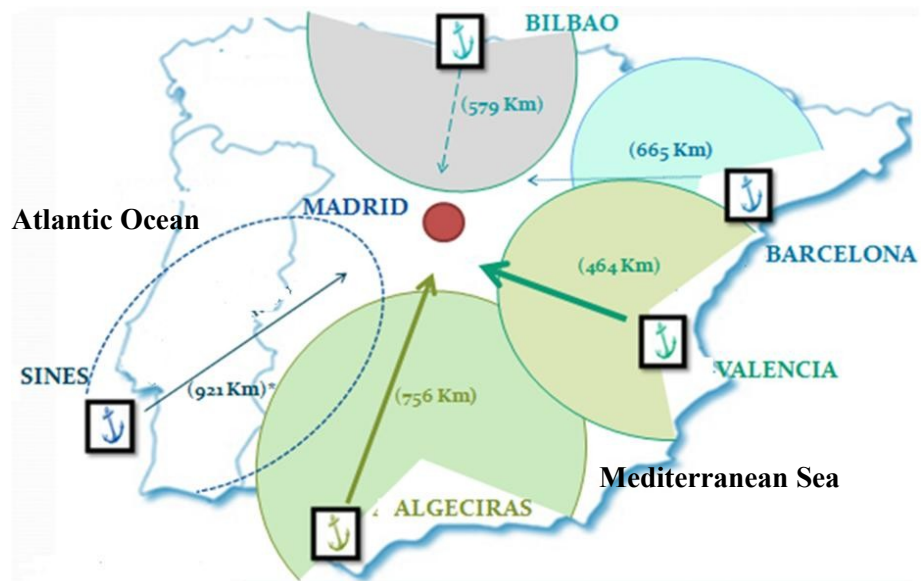 BILBAO
(579 Km)
(665 Km)
MADRID
Atlantic Ocean
BARCELONA
(464 Km)
SINES
(921 Km)*
VALENCIA
(756 Km)
Mediterranean Sea
ALGECIRAS